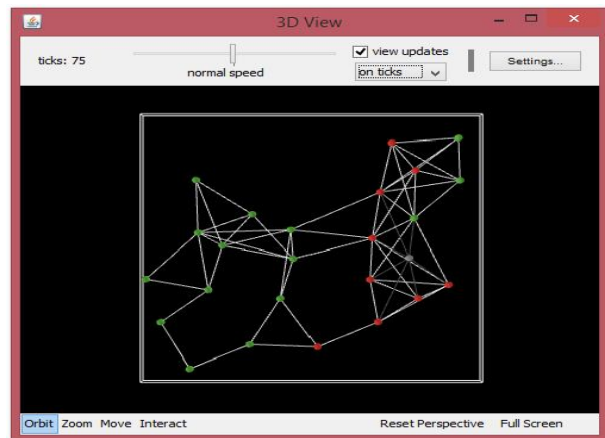 3D View
ticks: 75
normal speed
view updates
on ticks
Settings...
Orbit Zoom Move Interact Reset Perspective Full Screen